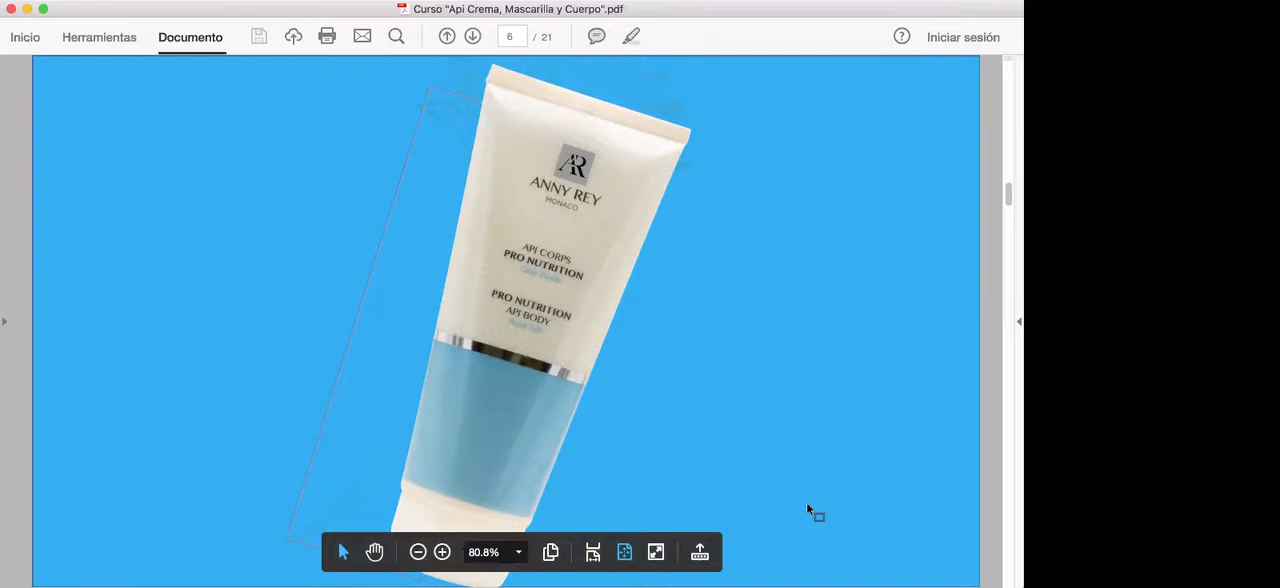 Curso "Api Crema, Mascarilla y Cuerpo".pdf
Inicio Herramientas Documento 6 / 21 Iniciar sesión
AR
ANNY REY
MONACO
API CORPS
PRO NUTRITION
PRO NUTRITION
API BODY
80.8%